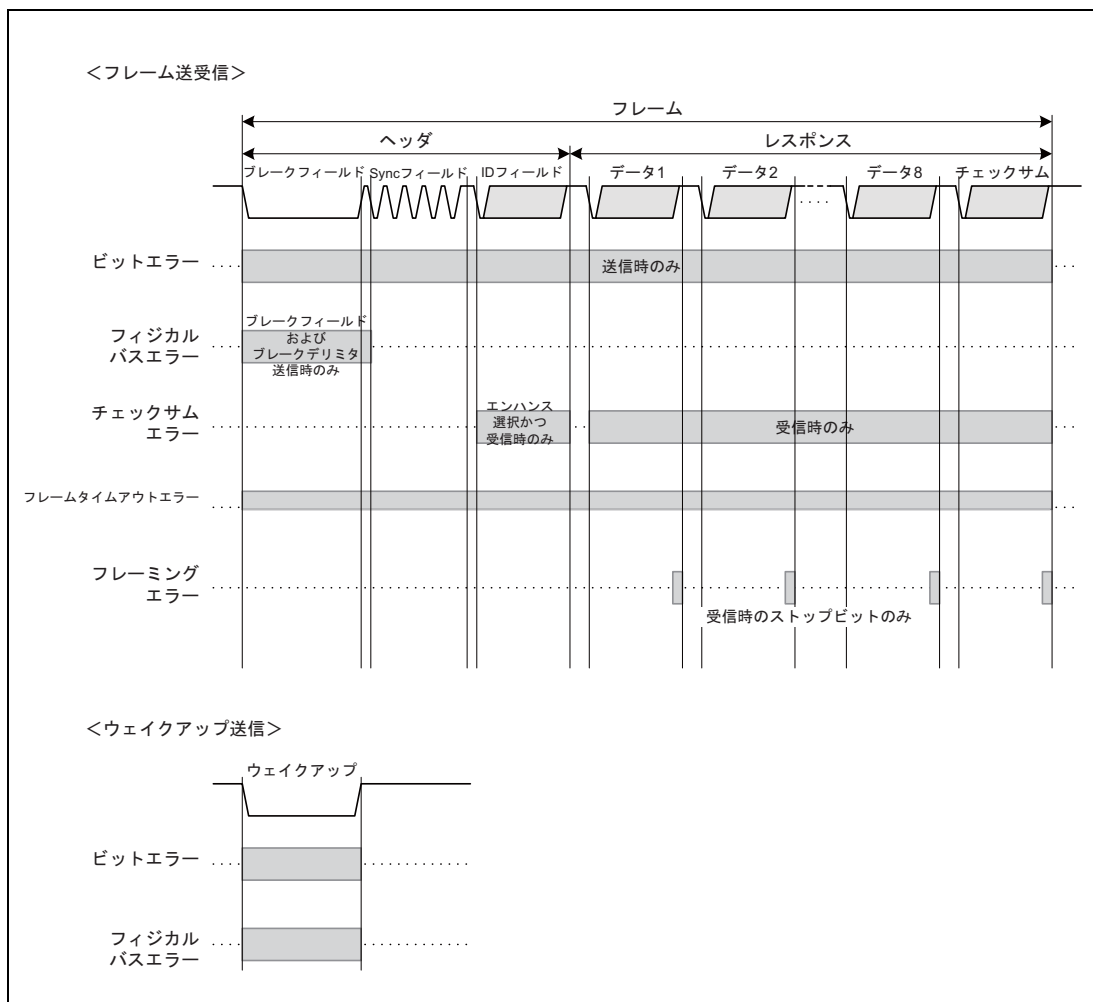 ＜フレーム送受信＞
フレーム
ヘッダ
レスポンス
ブレークフィールド
Syncフィールド
IDフィールド
データ1
データ2
データ8
チェックサム
ビットエラー
送信時のみ
フィジカル
バスエラー
ブレークフィールド
および
ブレークデリミタ
送信時のみ
チェックサム
エラー
エンハンス
選択かつ
受信時のみ
受信時のみ
フレームタイムアウトエラー
フレーミング
エラー
受信時のストップビットのみ
＜ウェイクアップ送信＞
ウェイクアップ
ビットエラー
フィジカル
バスエラー